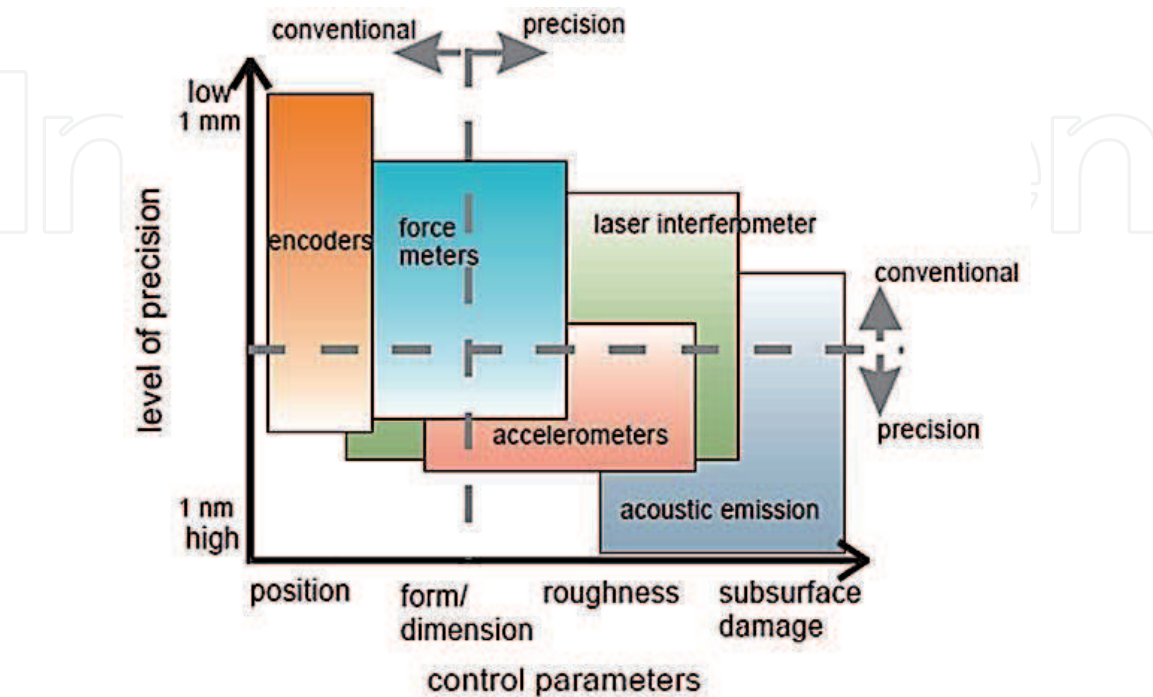 conventional
precision
low
1 mm
encoders
force
meters
laser interferometer
conventional
level of precision
precision
accelerometers
1 nm
high
acoustic emission
position
form/
dimension
roughness
subsurface
damage
control parameters